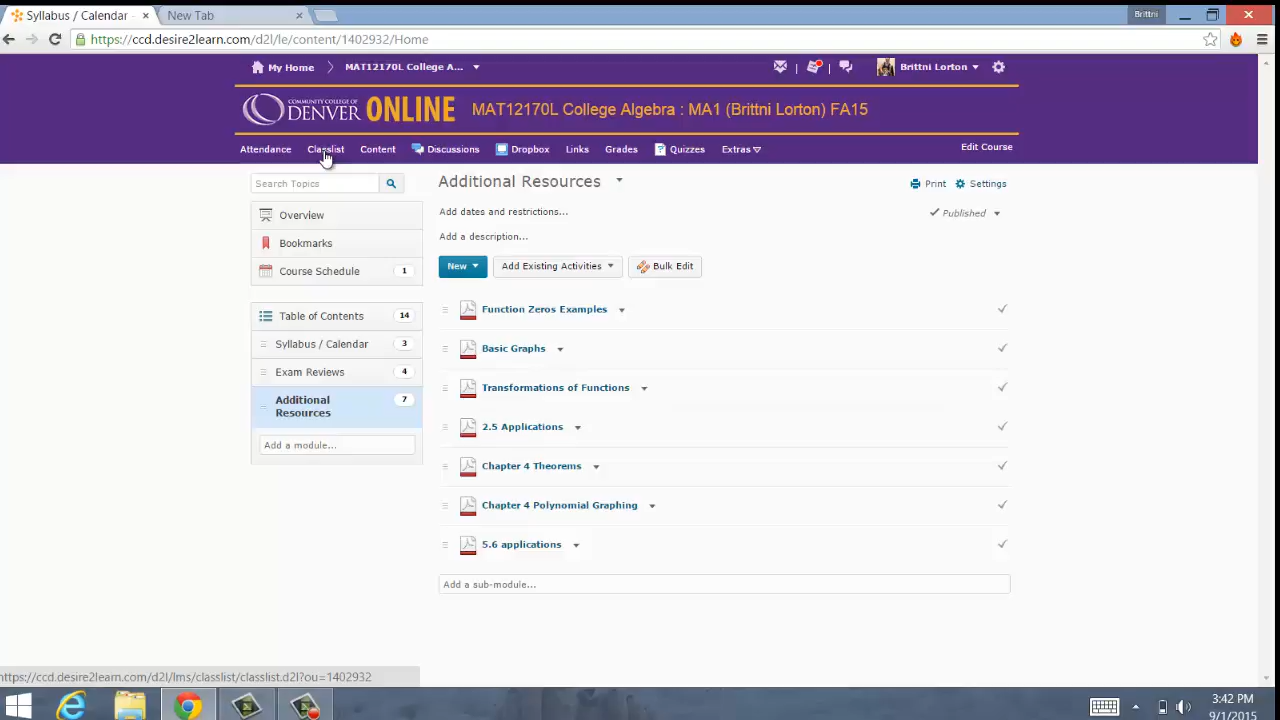 Syllabus / Calendar -
New Tab
Brittni
https://ccd.desire2learn.com/d2l/le/content/1402932/Home
My Home
MAT12170L College A...
Brittni Lorton
COMMUNITY COLLEGE OF
DENVER ONLINE
MAT12170L College Algebra : MA1 (Brittni Lorton) FA15
Attendance
Classlist
Content
Discussions
Dropbox
Links
Grades
Quizzes
Extras
Edit Course
Search Topics
Additional Resources
Print
Settings
Overview
Add dates and restrictions...
Published
Bookmarks
Add a description...
Course Schedule 1
New
Add Existing Activities
Bulk Edit
Table of Contents 14
Syllabus / Calendar 3
Exam Reviews 4
Additional Resources 7
Add a module...
Function Zeros Examples
Basic Graphs
Transformations of Functions
2.5 Applications
Chapter 4 Theorems
Chapter 4 Polynomial Graphing
5.6 applications
Add a sub-module...
https://ccd.desire2learn.com/d2l/lms/classlist/classlist.d2l?ou=1402932
3:42 PM
9/1/2015